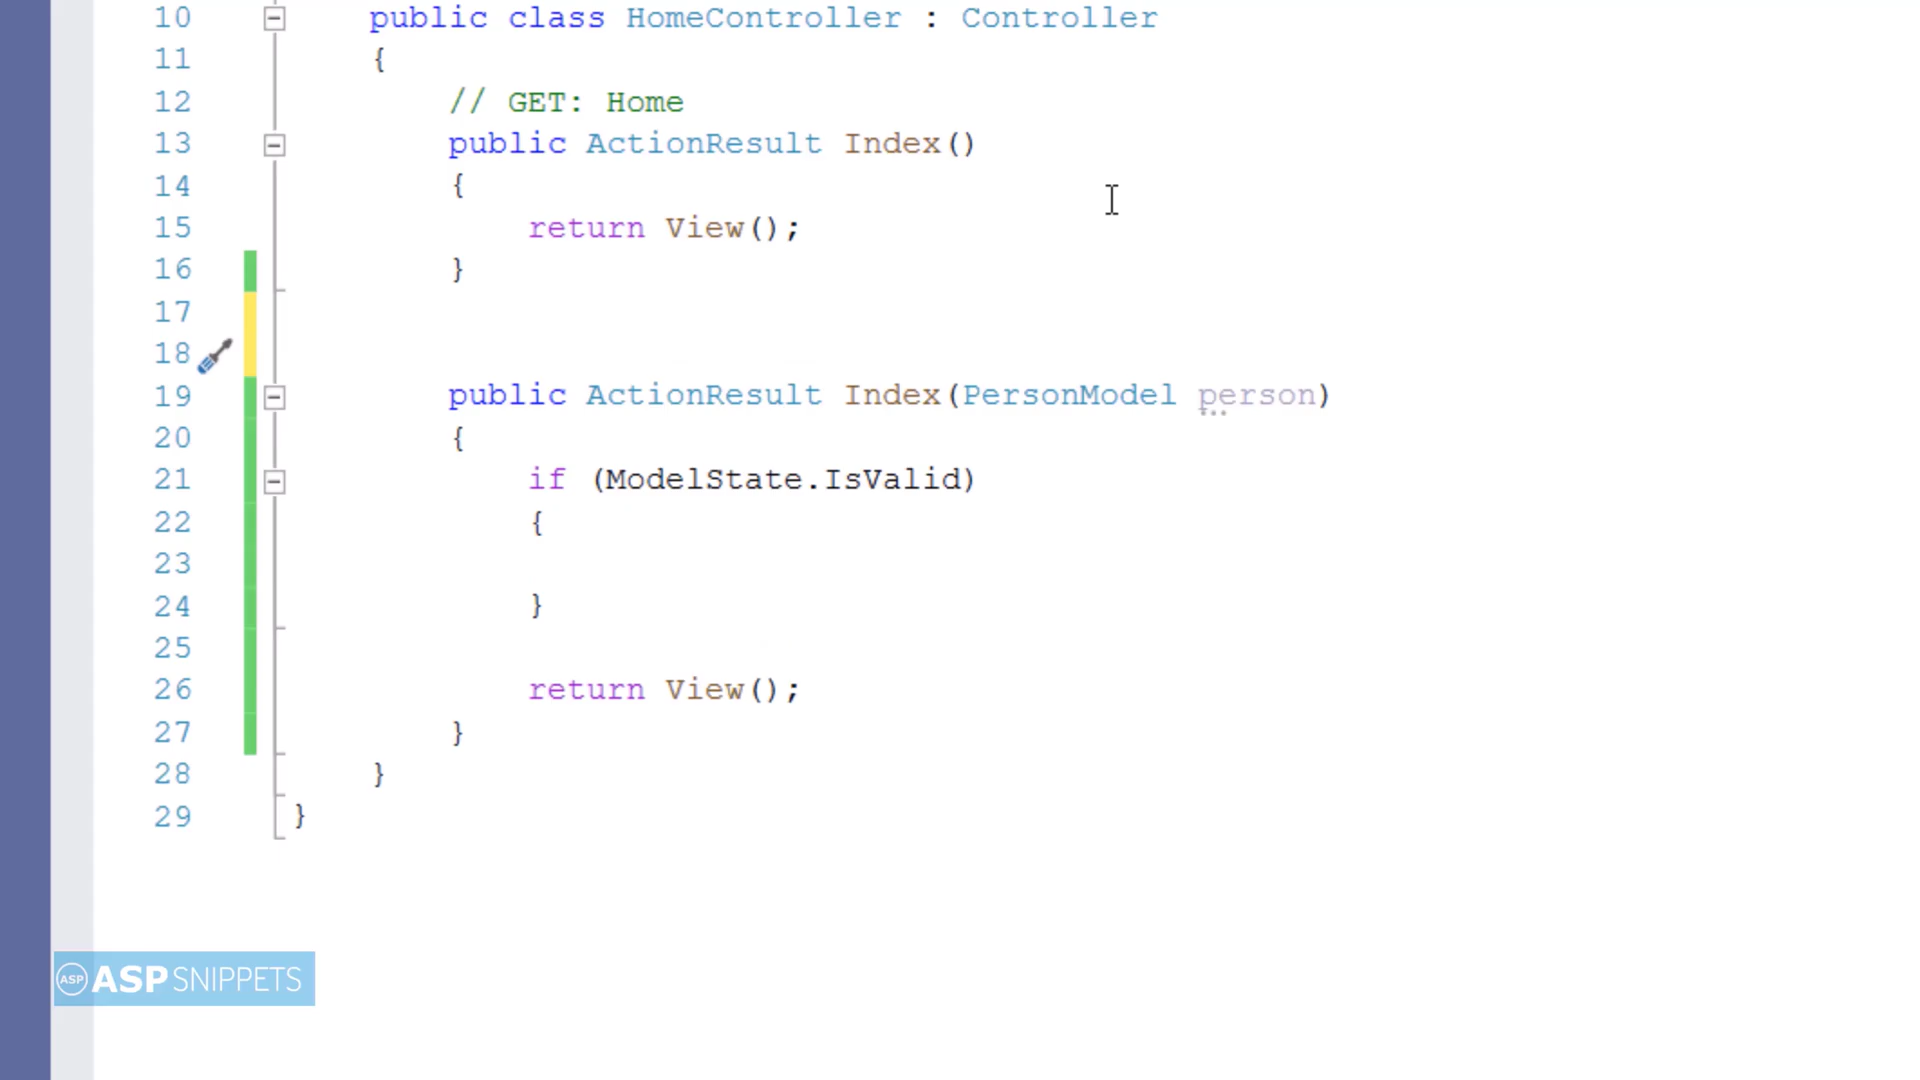 10 public class HomeController : Controller
11 {
12 // GET: Home
13 public ActionResult Index()
14 {
15 return View();
16 }
17
18
19 public ActionResult Index(PersonModel person)
20 {
21 if (ModelState.IsValid)
22 {
23
24 }
25
26 return View();
27 }
28 }
29 }
ASP ASPSNIPPETS